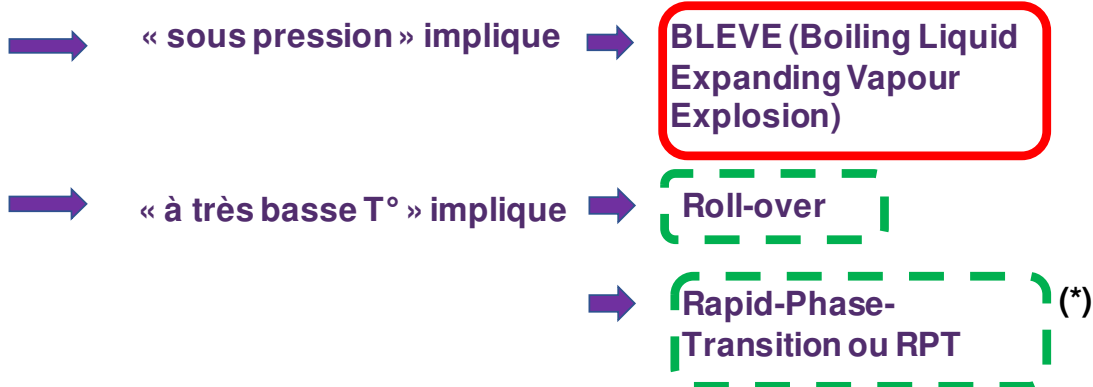 « sous pression » implique
BLEVE (Boiling Liquid
Expanding Vapour
Explosion)
« à très basse T° » implique
Roll-over
Rapid-Phase-
Transition ou RPT
(*)